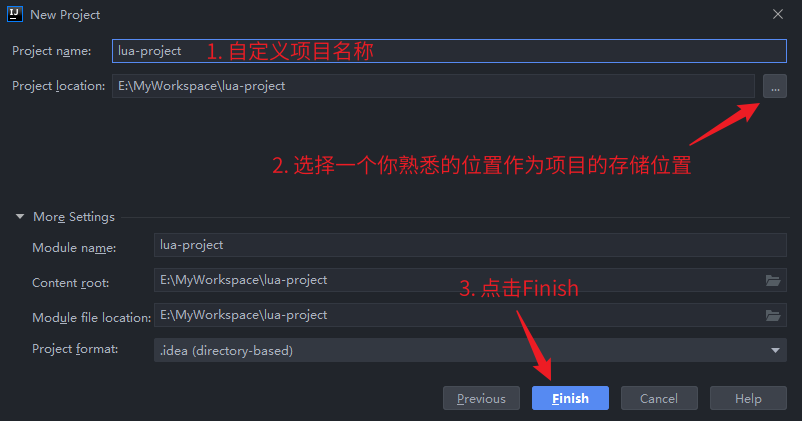 New Project
Project name: lua-project 1. 自定义项目名称
Project location: E:\MyWorkspace\lua-project ...
2. 选择一个你熟悉的位置作为项目的存储位置
More Settings
Module name: lua-project
Content root: E:\MyWorkspace\lua-project
3. 点击Finish
Module file location: E:\MyWorkspace\lua-project
Project format: .idea (directory-based)
Previous Finish Cancel Help